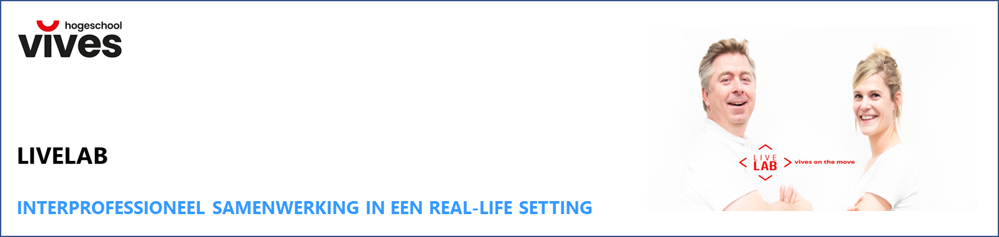 hogeschool
vives
LIVELAB
INTERPROFESSIONEEL SAMENWERKING IN EEN REAL-LIFE SETTING
LIVE
LAB
vives on the move